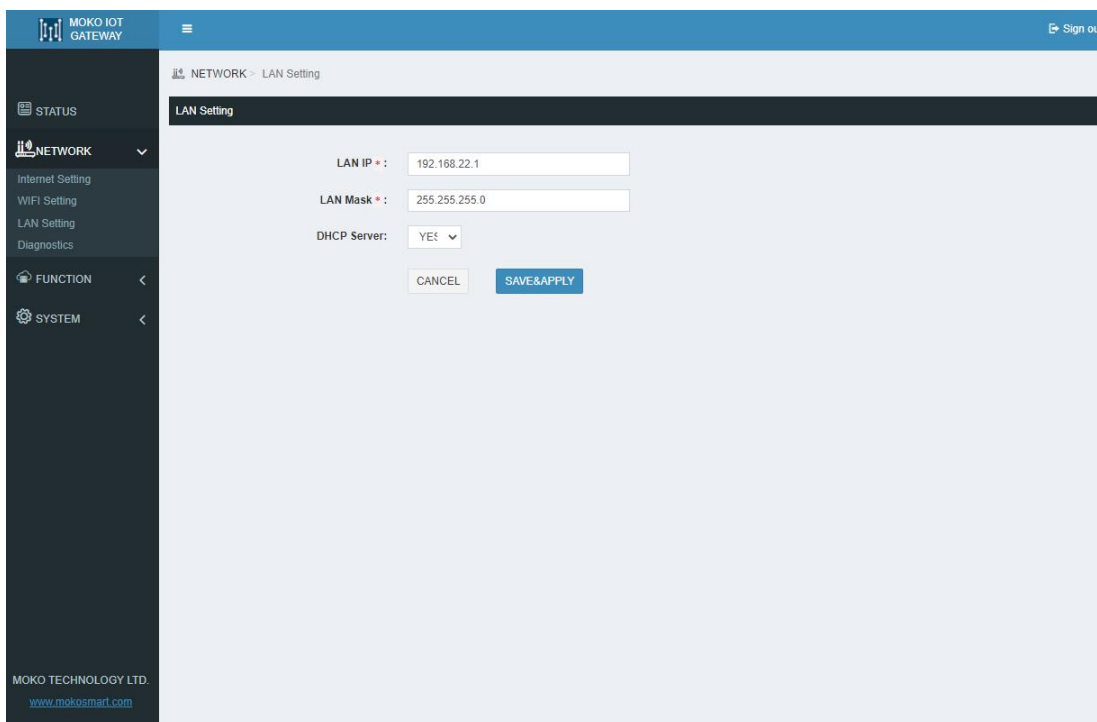 MOKO IOT
GATEWAY
Sign ou
NETWORK > LAN Setting
STATUS
LAN Setting
NETWORK
LAN IP * : 192.168.22.1
Internet Setting
WIFI Setting
LAN Mask * : 255.255.255.0
LAN Setting
DHCP Server: YES
Diagnostics
FUNCTION
CANCEL SAVE&APPLY
SYSTEM
MOKO TECHNOLOGY LTD.
www.mokosmart.com